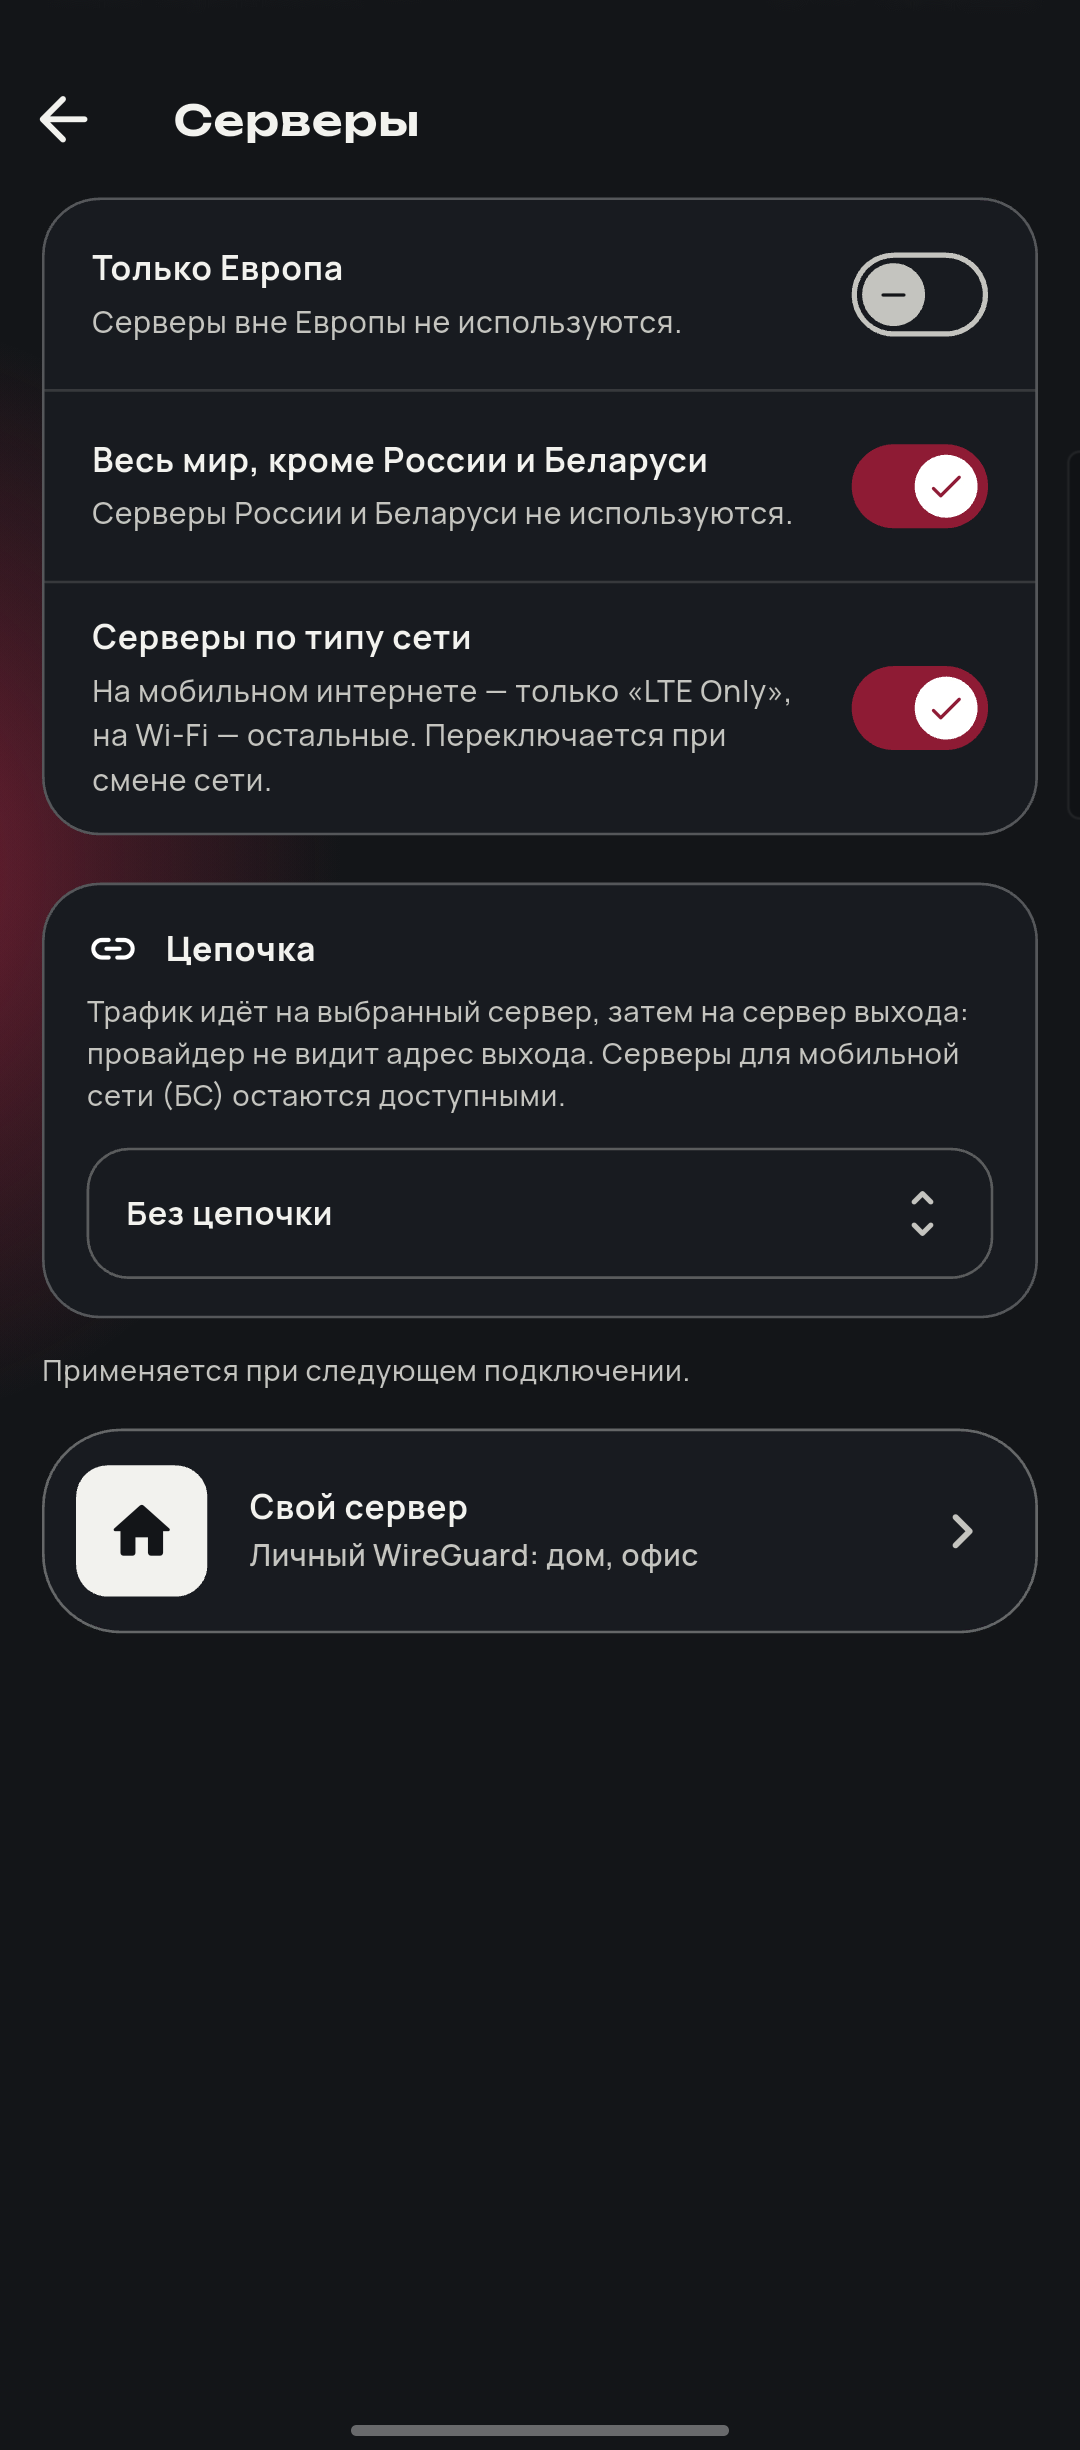 Серверы
Только Европа
Серверы вне Европы не используются.
Весь мир, кроме России и Беларуси
Серверы России и Беларуси не используются.
Серверы по типу сети
На мобильном интернете — только «LTE Only»,
на Wi-Fi — остальные. Переключается при
смене сети.
Цепочка
Трафик идёт на выбранный сервер, затем на сервер выхода:
провайдер не видит адрес выхода. Серверы для мобильной
сети (БС) остаются доступными.
Без цепочки
Применяется при следующем подключении.
Свой сервер
Личный WireGuard: дом, офис